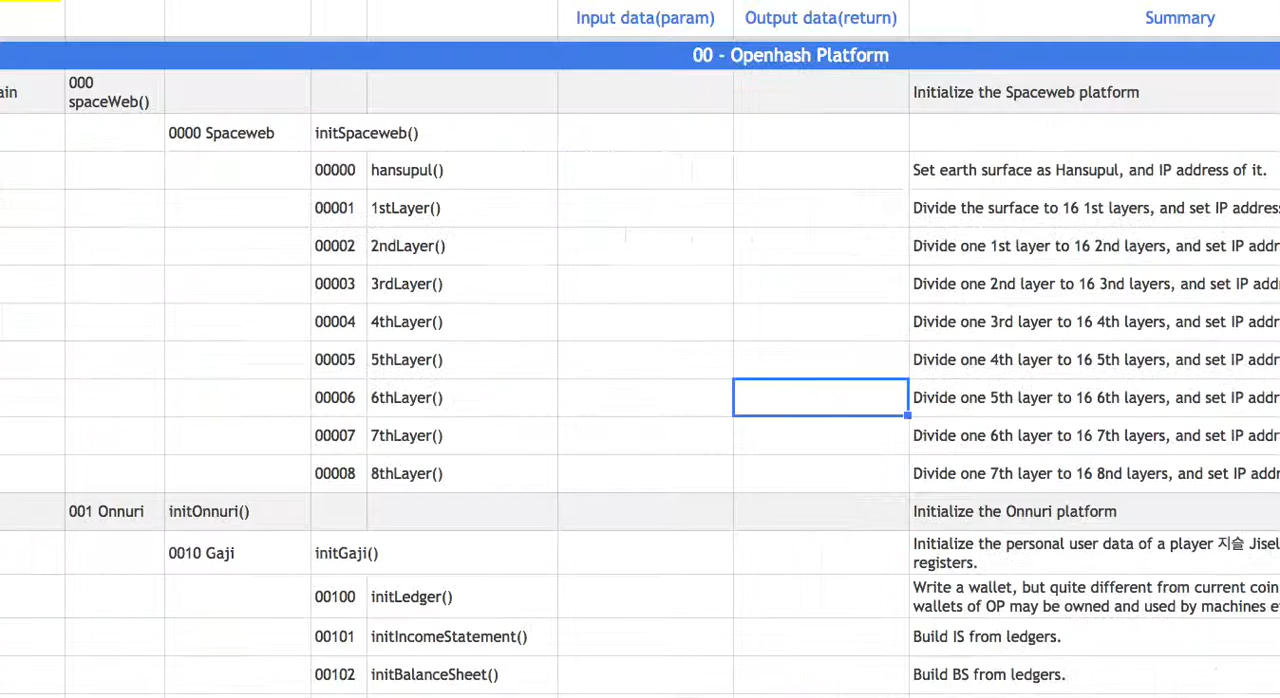 Input data(param) Output data(return) Summary
00 - Openhash Platform
ain 000 spaceWeb() Initialize the Spaceweb platform
0000 Spaceweb initSpaceweb()
00000 hansupul() Set earth surface as Hansupul, and IP address of it.
00001 1stLayer() Divide the surface to 16 1st layers, and set IP address
00002 2ndLayer() Divide one 1st layer to 16 2nd layers, and set IP addr
00003 3rdLayer() Divide one 2nd layer to 16 3nd layers, and set IP add
00004 4thLayer() Divide one 3rd layer to 16 4th layers, and set IP addr
00005 5thLayer() Divide one 4th layer to 16 5th layers, and set IP addr
00006 6thLayer() Divide one 5th layer to 16 6th layers, and set IP addr
00007 7thLayer() Divide one 6th layer to 16 7th layers, and set IP addr
00008 8thLayer() Divide one 7th layer to 16 8nd layers, and set IP addr
001 Onnuri initOnnuri() Initialize the Onnuri platform
0010 Gaji initGaji() Initialize the personal user data of a player 지슬 Jisel
registers.
00100 initLedger() Write a wallet, but quite different from current coin
wallets of OP may be owned and used by machines e
00101 initIncomeStatement() Build IS from ledgers.
00102 initBalanceSheet() Build BS from ledgers.